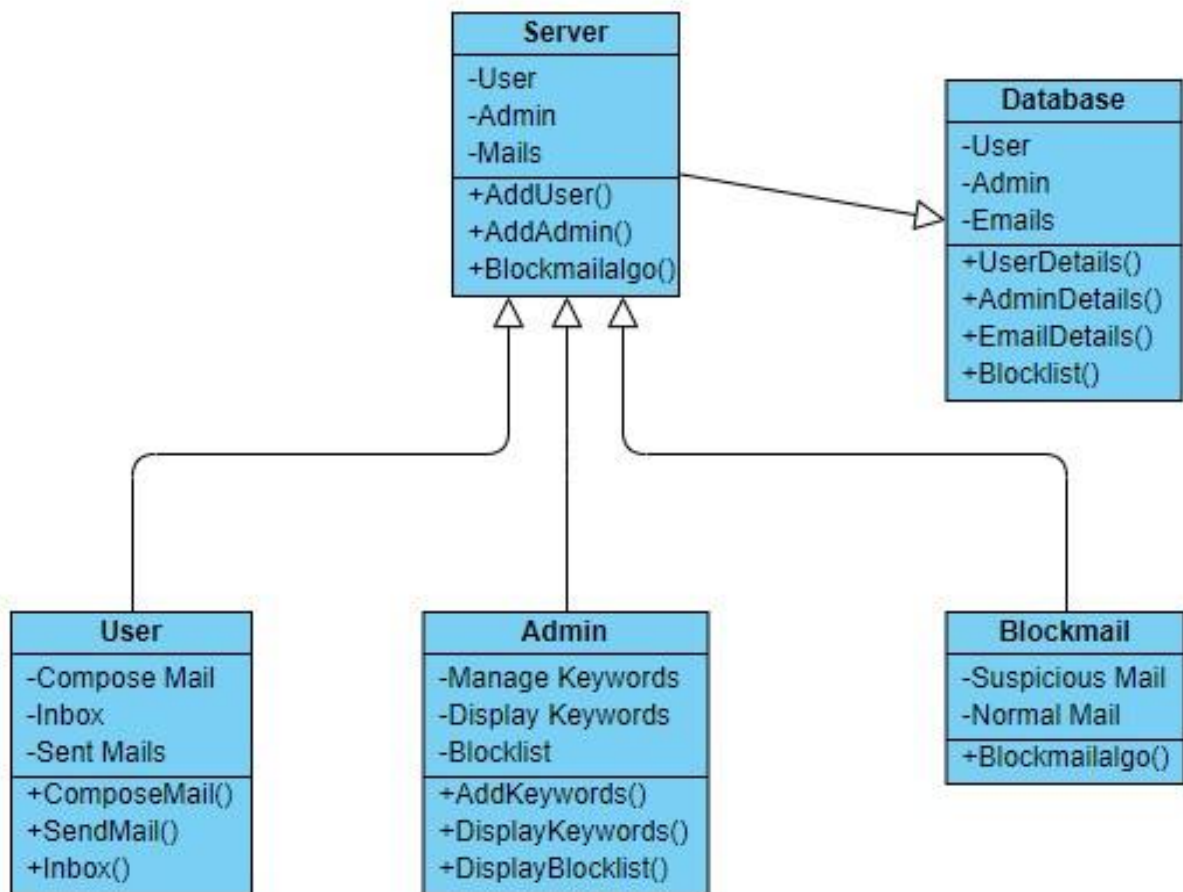 Server
-User
-Admin
-Mails
+AddUser()
+AddAdmin()
+Blockmailalgo()
Database
-User
-Admin
-Emails
+UserDetails()
+AdminDetails()
+EmailDetails()
+Blocklist()
User
-Compose Mail
-Inbox
-Sent Mails
+ComposeMail()
+SendMail()
+Inbox()
Admin
-Manage Keywords
-Display Keywords
-Blocklist
+AddKeywords()
+DisplayKeywords()
+DisplayBlocklist()
Blockmail
-Suspicious Mail
-Normal Mail
+Blockmailalgo()